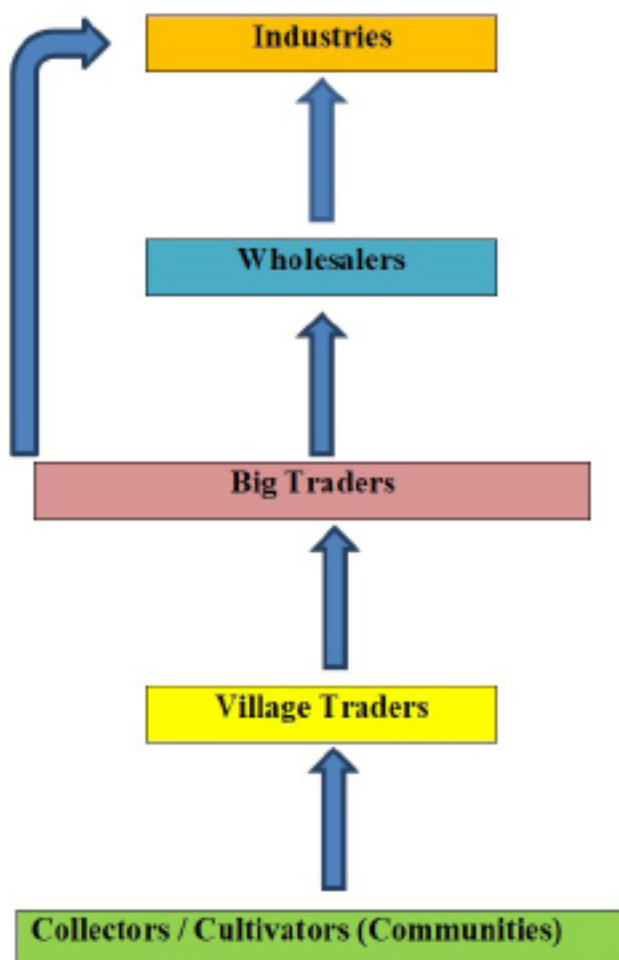 Industries
Wholesalers
Big Traders
Village Traders
Collectors / Cultivators (Communities)